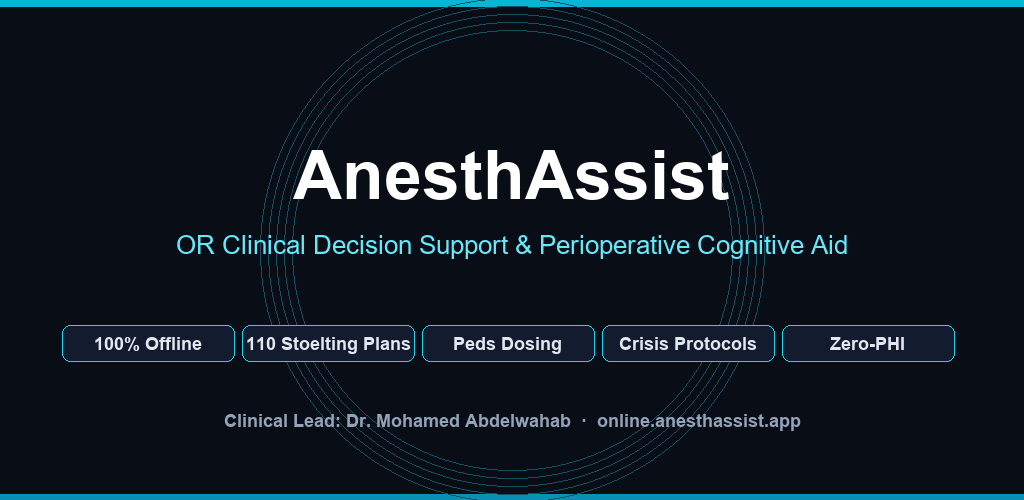 AnesthAssist
OR Clinical Decision Support & Perioperative Cognitive Aid
100% Offline
110 Stoelting Plans
Peds Dosing
Crisis Protocols
Zero-PHI
Clinical Lead: Dr. Mohamed Abdelwahab · online.anesthassist.app